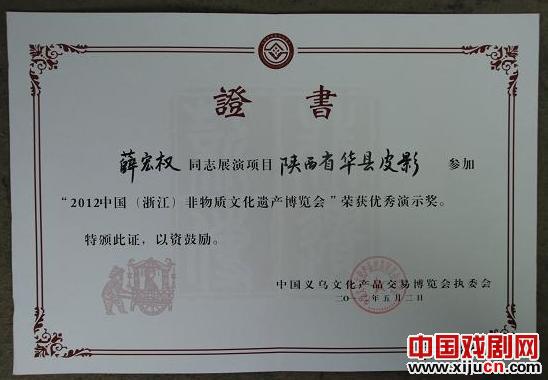 證書
薛宏权 同志展演项目 陕西省华县皮影 参加
“2012中国（浙江）非物质文化遗产博览会”荣获优秀演示奖。
特颁此证，以资鼓励。
中国义乌文化产品交易博览会执委会
二〇一二年五月二日
中国戏剧网
www.xijucn.com